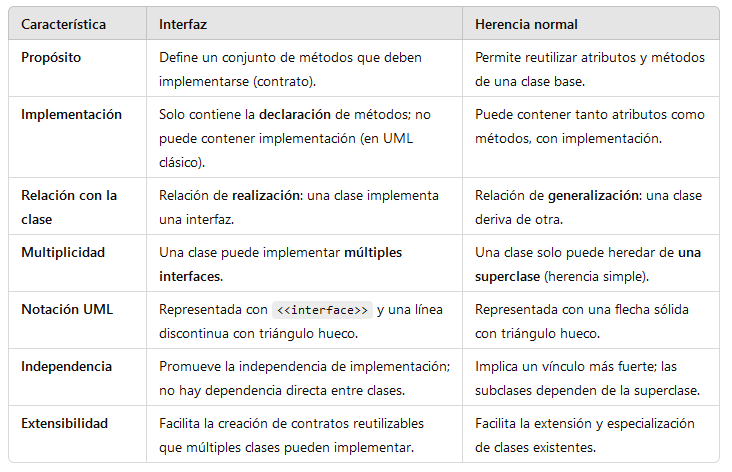 Característica Interfaz Herencia normal
Propósito Define un conjunto de métodos que deben Permite reutilizar atributos y métodos
implementarse (contrato). de una clase base.
Implementación Solo contiene la declaración de métodos; no Puede contener tanto atributos como
puede contener implementación (en UML métodos, con implementación.
clásico).
Relación con la Relación de realización: una clase implementa Relación de generalización: una clase
clase una interfaz. deriva de otra.
Multiplicidad Una clase puede implementar múltiples Una clase solo puede heredar de una
interfaces. superclase (herencia simple).
Notación UML Representada con <<interface>> y una línea Representada con una flecha sólida
discontinua con triángulo hueco. con triángulo hueco.
Independencia Promueve la independencia de implementación; Implica un vínculo más fuerte; las
no hay dependencia directa entre clases. subclases dependen de la superclase.
Extensibilidad Facilita la creación de contratos reutilizables Facilita la extensión y especialización
que múltiples clases pueden implementar. de clases existentes.